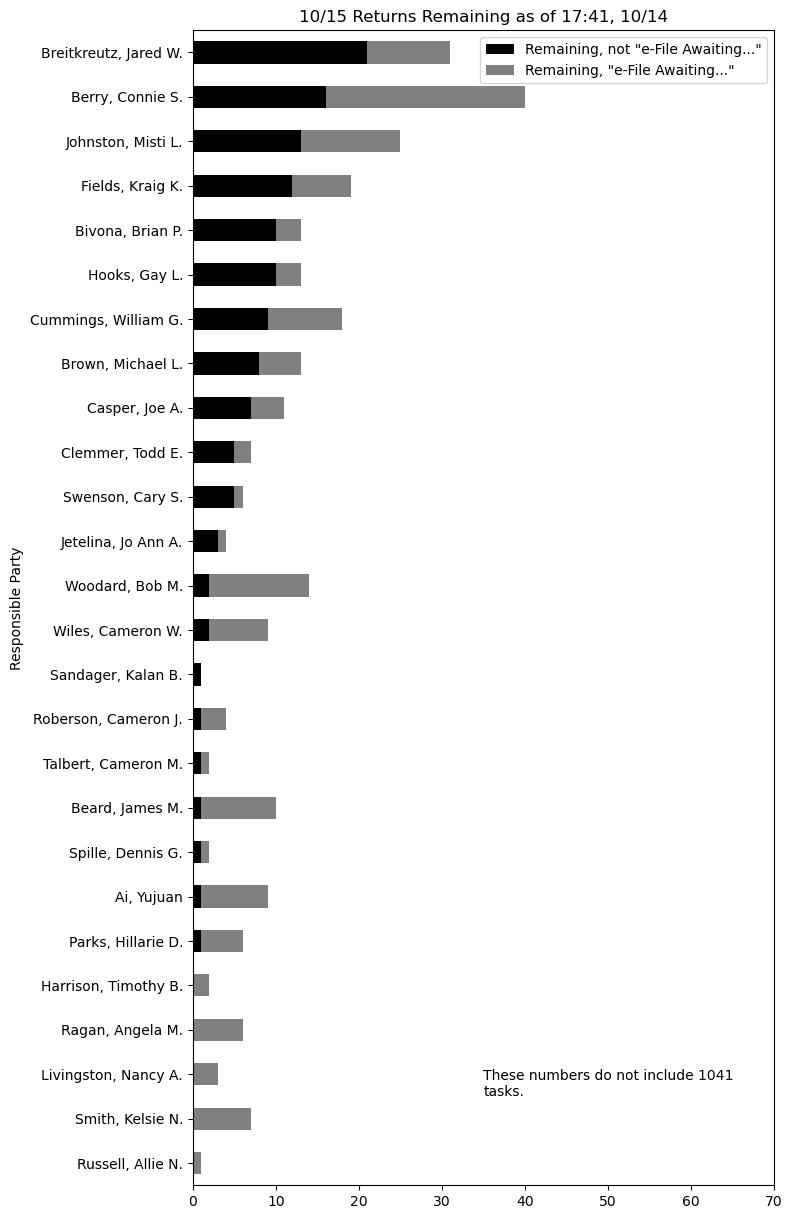 10/15 Returns Remaining as of 17:41, 10/14
Remaining, not "e-File Awaiting..."
Remaining, "e-File Awaiting..."
Responsible Party
Breitkreutz, Jared W.
Berry, Connie S.
Johnston, Misti L.
Fields, Kraig K.
Bivona, Brian P.
Hooks, Gay L.
Cummings, William G.
Brown, Michael L.
Casper, Joe A.
Clemmer, Todd E.
Swenson, Cary S.
Jetelina, Jo Ann A.
Woodard, Bob M.
Wiles, Cameron W.
Sandager, Kalan B.
Roberson, Cameron J.
Talbert, Cameron M.
Beard, James M.
Spille, Dennis G.
Ai, Yujuan
Parks, Hillarie D.
Harrison, Timothy B.
Ragan, Angela M.
Livingston, Nancy A.
Smith, Kelsie N.
Russell, Allie N.
These numbers do not include 1041
tasks.
0 10 20 30 40 50 60 70